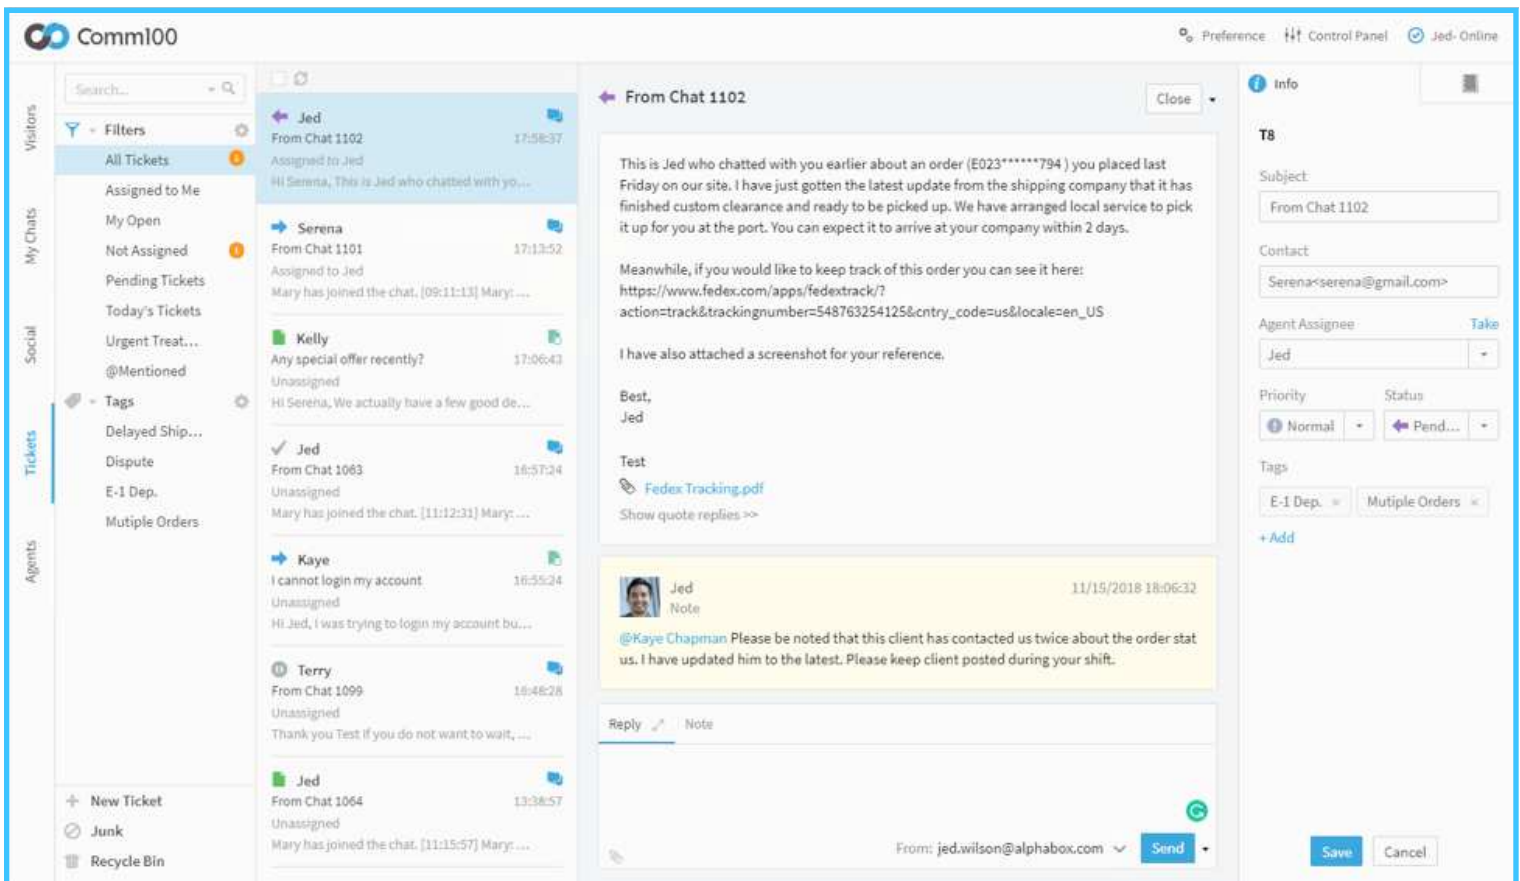 Comm100
Preference
Control Panel
Jed- Online
Visitors
My Chats
Social
Tickets
Agents
Search...
Filters
All Tickets
Assigned to Me
My Open
Not Assigned
Pending Tickets
Today's Tickets
Urgent Treat...
@Mentioned
Tags
Delayed Ship...
Dispute
E-1 Dep.
Mutiple Orders
New Ticket
Junk
Recycle Bin
Jed
From Chat 1102 17:58:37
Assigned to Jed
Hi Serena, This is Jed who chatted with yo...
Serena
From Chat 1101 17:13:52
Assigned to Jed
Mary has joined the chat. [09:11:13] Mary: ...
Kelly
Any special offer recently? 17:06:43
Unassigned
Hi Serena, We actually have a few good de...
Jed
From Chat 1063 16:57:24
Unassigned
Mary has joined the chat. [11:12:31] Mary: ...
Kaye
I cannot login my account 16:55:24
Unassigned
Hi Jed, I was trying to login my account bu...
Terry
From Chat 1099 16:48:28
Unassigned
Thank you Test If you do not want to wait, ...
Jed
From Chat 1064 13:38:57
Unassigned
Mary has joined the chat. [11:15:57] Mary: ...
From Chat 1102
Close
This is Jed who chatted with you earlier about an order (E023******794 ) you placed last
Friday on our site. I have just gotten the latest update from the shipping company that it has
finished custom clearance and ready to be picked up. We have arranged local service to pick
it up for you at the port. You can expect it to arrive at your company within 2 days.
Meanwhile, if you would like to keep track of this order you can see it here:
https://www.fedex.com/apps/fedextrack/?
action=track&trackingnumber=548763254125&cntry_code=us&locale=en_US
I have also attached a screenshot for your reference.
Best,
Jed
Test
Fedex Tracking.pdf
Show quote replies >>
Jed 11/15/2018 18:06:32
Note
@Kaye Chapman Please be noted that this client has contacted us twice about the order stat
us. I have updated him to the latest. Please keep client posted during your shift.
Reply
Note
From: jed.wilson@alphabox.com
Send
Info
T8
Subject
From Chat 1102
Contact
Serena<serena@gmail.com>
Agent Assignee Take
Jed
Priority Status
Normal Pend...
Tags
E-1 Dep. × Mutiple Orders ×
+ Add
Save
Cancel